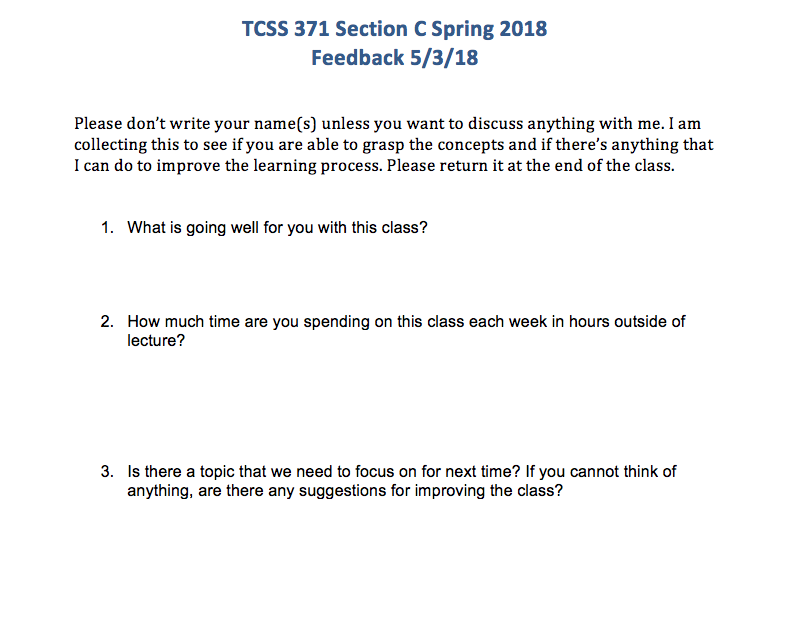 TCSS 371 Section C Spring 2018
Feedback 5/3/18
Please don’t write your name(s) unless you want to discuss anything with me. I am
collecting this to see if you are able to grasp the concepts and if there’s anything that
I can do to improve the learning process. Please return it at the end of the class.
1. What is going well for you with this class?
2. How much time are you spending on this class each week in hours outside of
lecture?
3. Is there a topic that we need to focus on for next time? If you cannot think of
anything, are there any suggestions for improving the class?